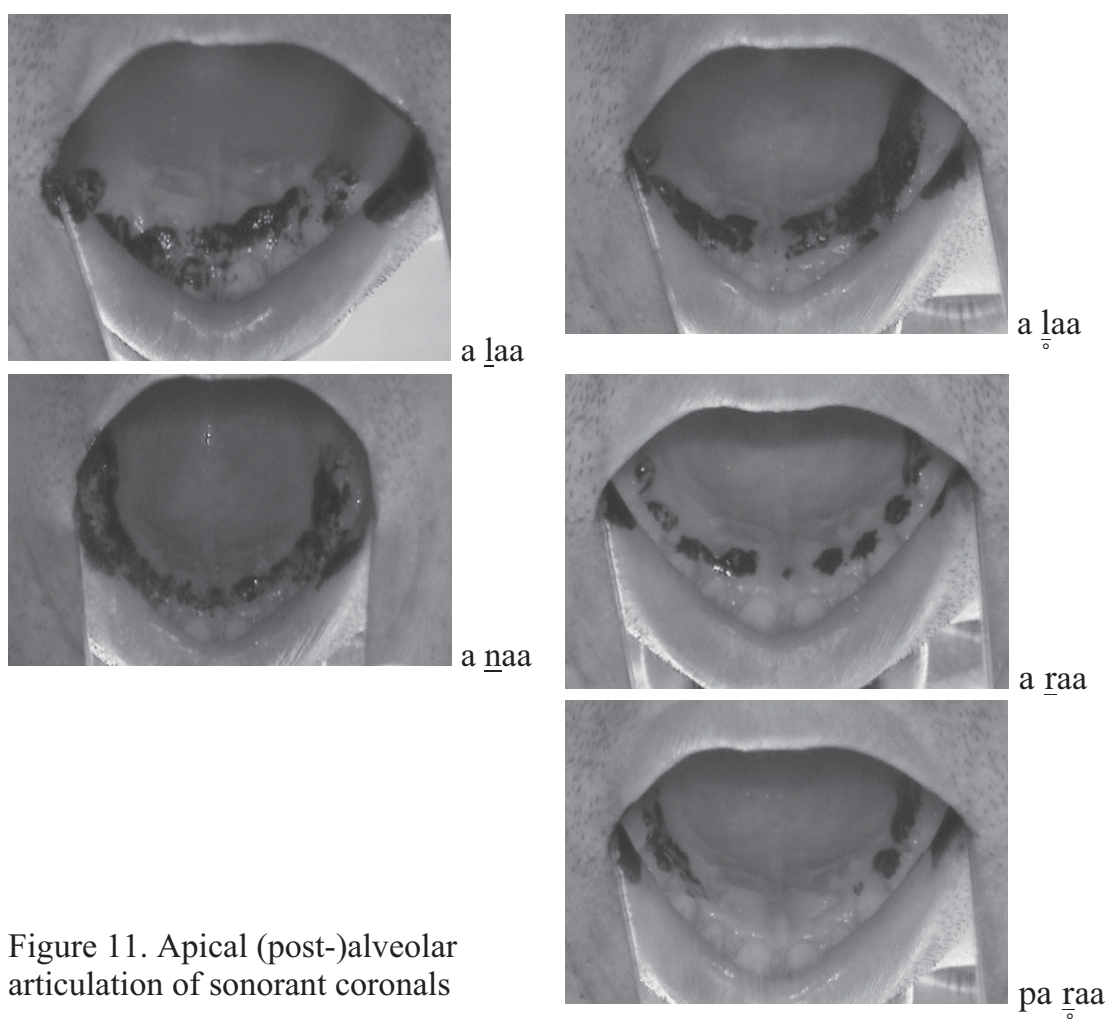 a l̲aa
a l̲̥aa
a n̲aa
a r̲aa
pa r̲̥aa
Figure 11. Apical (post-)alveolar
articulation of sonorant coronals